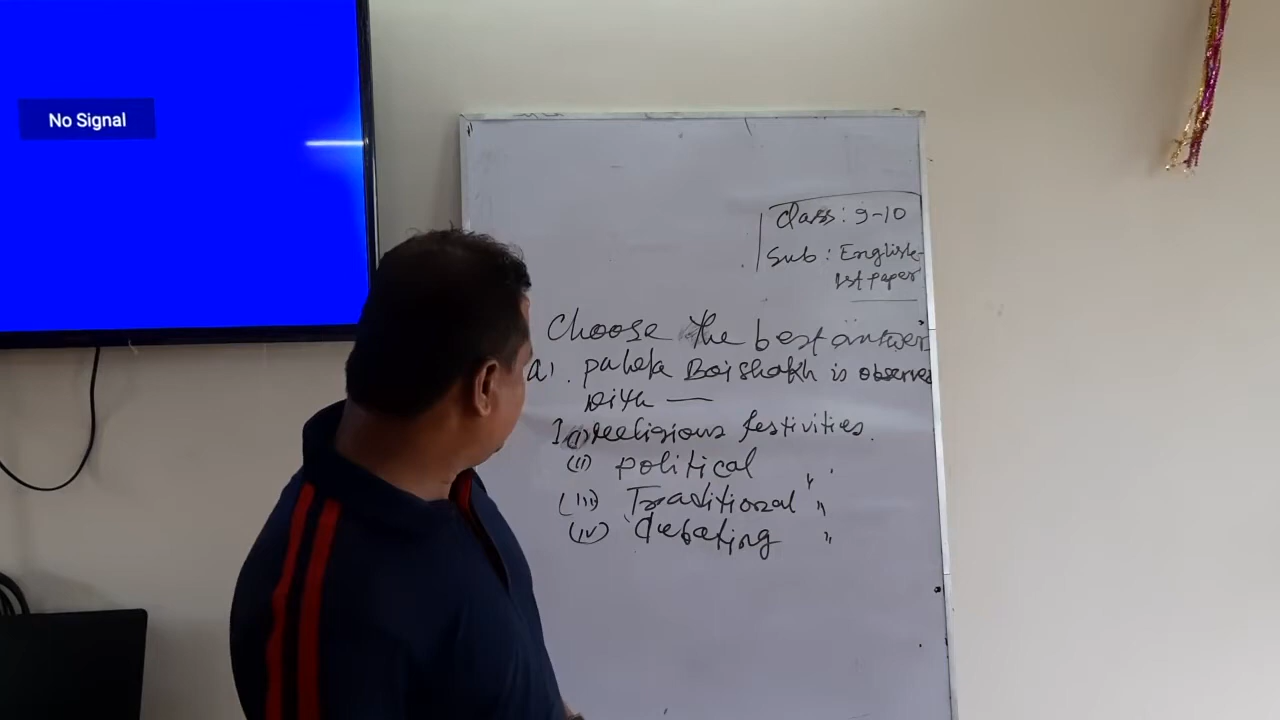 No Signal
Class: 9-10
Sub: English
1st paper
Choose the best answer
a). pahela Boishakh is observed
with —
(i) religious festivities.
(ii) political "
(iii) Traditional "
(iv) debating "